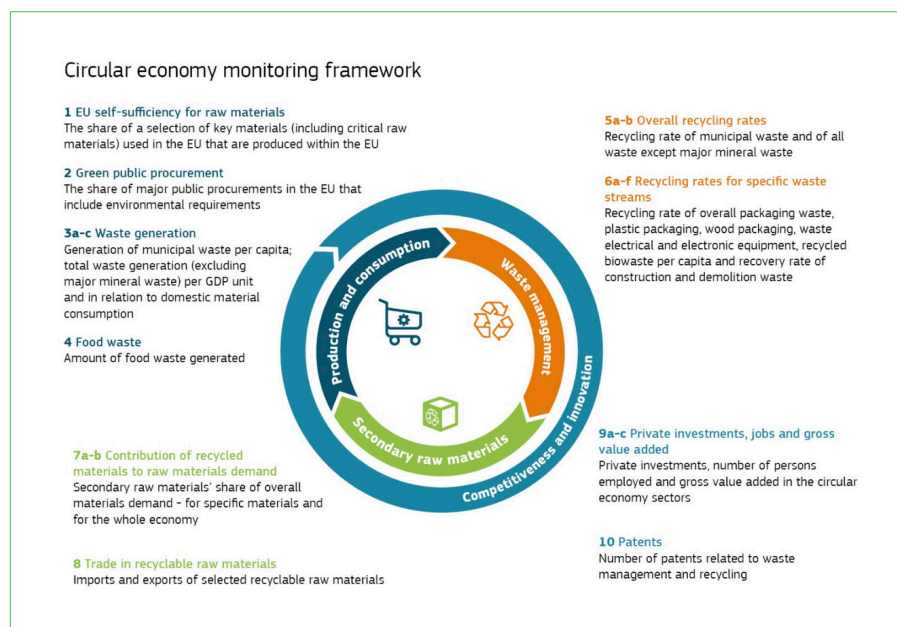 Circular economy monitoring framework
1 EU self-sufficiency for raw materials
The share of a selection of key materials (including critical raw
materials) used in the EU that are produced within the EU
2 Green public procurement
The share of major public procurements in the EU that
include environmental requirements
3a-c Waste generation
Generation of municipal waste per capita;
total waste generation (excluding
major mineral waste) per GDP unit
and in relation to domestic material
consumption
4 Food waste
Amount of food waste generated
5a-b Overall recycling rates
Recycling rate of municipal waste and of all
waste except major mineral waste
6a-f Recycling rates for specific waste
streams
Recycling rate of overall packaging waste,
plastic packaging, wood packaging, waste
electrical and electronic equipment, recycled
biowaste per capita and recovery rate of
construction and demolition waste
Production and consumption
Waste management
Secondary raw materials
Competitiveness and innovation
7a-b Contribution of recycled
materials to raw materials demand
Secondary raw materials' share of overall
materials demand - for specific materials and
for the whole economy
8 Trade in recyclable raw materials
Imports and exports of selected recyclable raw materials
9a-c Private investments, jobs and gross
value added
Private investments, number of persons
employed and gross value added in the circular
economy sectors
10 Patents
Number of patents related to waste
management and recycling